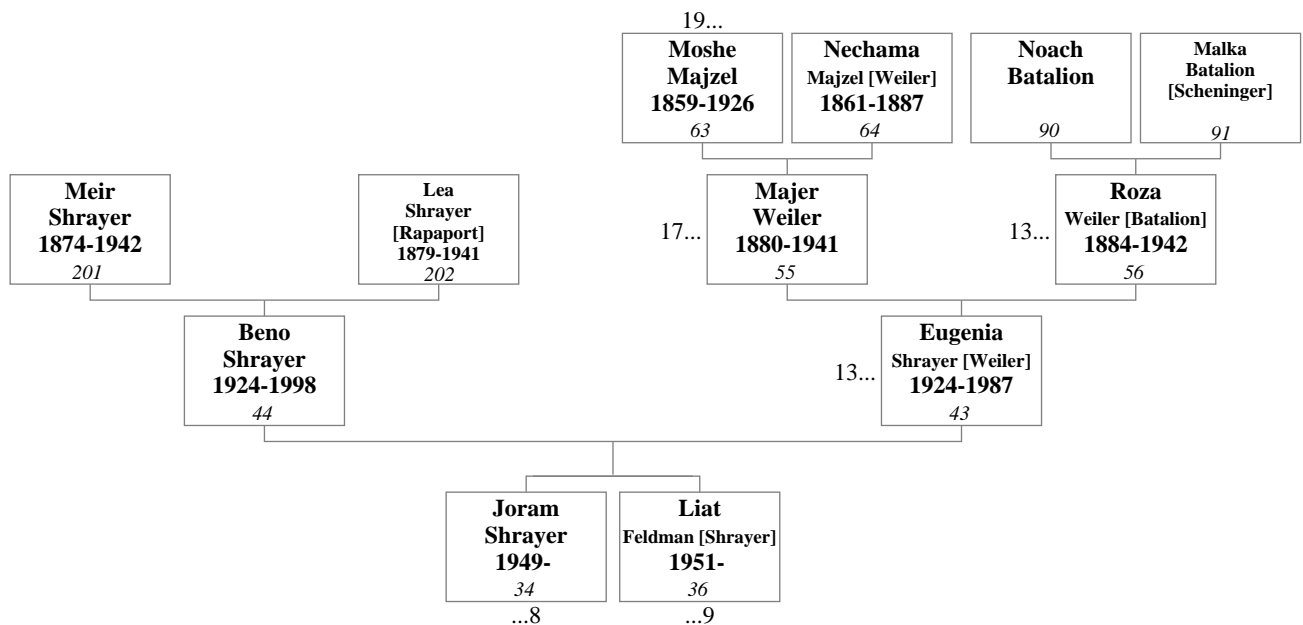 19...
Moshe
Majzel
1859-1926
63
Nechama
Majzel [Weiler]
1861-1887
64
Noach
Batalion
90
Malka
Batalion
[Scheninger]
91
Meir
Shrayer
1874-1942
201
Lea
Shrayer
[Rapaport]
1879-1941
202
17...
Majer
Weiler
1880-1941
55
13...
Roza
Weiler [Batalion]
1884-1942
56
Beno
Shrayer
1924-1998
44
13...
Eugenia
Shrayer [Weiler]
1924-1987
43
Joram
Shrayer
1949-
34
...8
Liat
Feldman [Shrayer]
1951-
36
...9